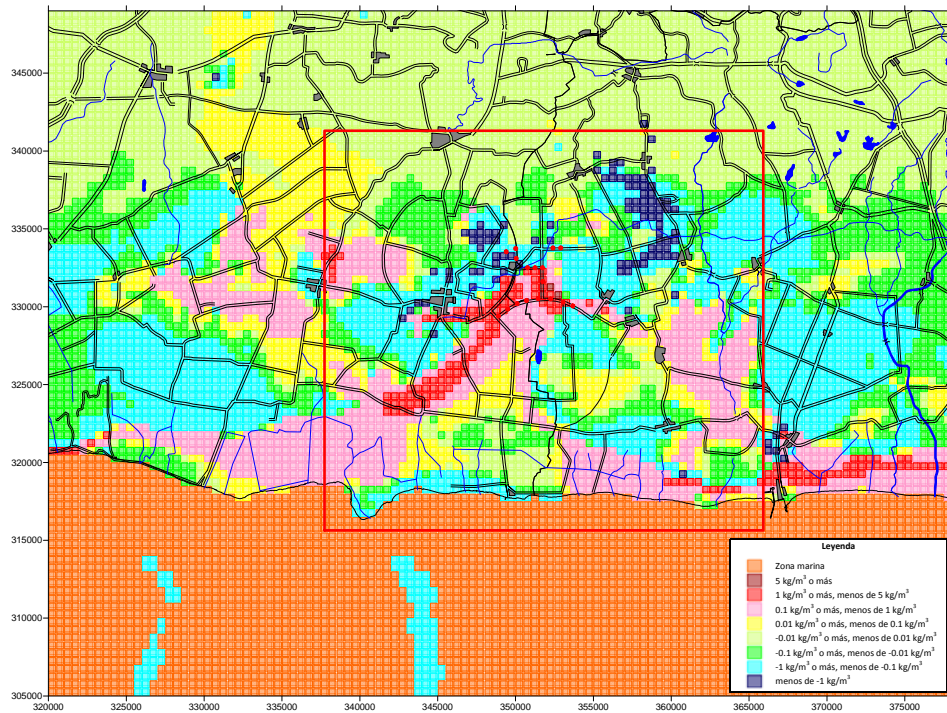 345000
340000
335000
330000
325000
320000
315000
310000
305000
320000 325000 330000 335000 340000 345000 350000 355000 360000 365000 370000 375000
Leyenda
Zona marina
5 kg/m³ o más
1 kg/m³ o más, menos de 5 kg/m³
0.1 kg/m³ o más, menos de 1 kg/m³
0.01 kg/m³ o más, menos de 0.1 kg/m³
-0.01 kg/m³ o más, menos de 0.01 kg/m³
-0.1 kg/m³ o más, menos de -0.01 kg/m³
-1 kg/m³ o más, menos de -0.1 kg/m³
menos de -1 kg/m³